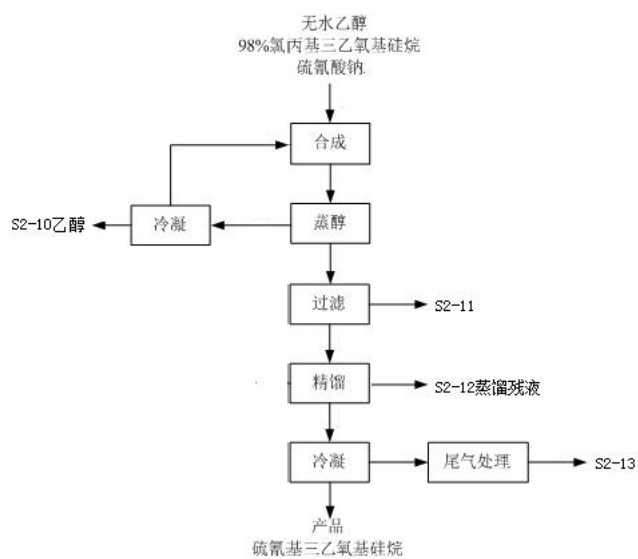 无水乙醇
98%氯丙基三乙氧基硅烷
硫氰酸钠
合成
S2-10乙醇
冷凝
蒸醇
过滤
S2-11
精馏
S2-12蒸馏残液
冷凝
尾气处理
S2-13
产品
硫氰基三乙氧基硅烷